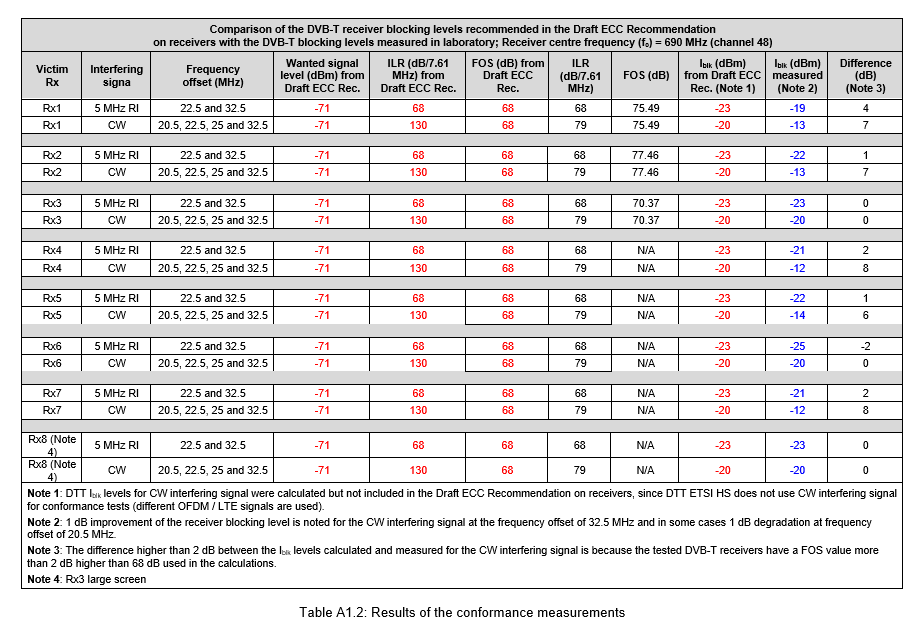 Comparison of the DVB-T receiver blocking levels recommended in the Draft ECC Recommendation
on receivers with the DVB-T blocking levels measured in laboratory; Receiver centre frequency (fₒ) = 690 MHz (channel 48)
Victim Rx | Interfering signa | Frequency offset (MHz) | Wanted signal level (dBm) from Draft ECC Rec. | ILR (dB/7.61 MHz) from Draft ECC Rec. | FOS (dB) from Draft ECC Rec. | ILR (dB/7.61 MHz) | FOS (dB) | Iblk (dBm) from Draft ECC Rec. (Note 1) | Iblk (dBm) measured (Note 2) | Difference (dB) (Note 3)
Rx1 | 5 MHz RI | 22.5 and 32.5 | -71 | 68 | 68 | 68 | 75.49 | -23 | -19 | 4
Rx1 | CW | 20.5, 22.5, 25 and 32.5 | -71 | 130 | 68 | 79 | 75.49 | -20 | -13 | 7
Rx2 | 5 MHz RI | 22.5 and 32.5 | -71 | 68 | 68 | 68 | 77.46 | -23 | -22 | 1
Rx2 | CW | 20.5, 22.5, 25 and 32.5 | -71 | 130 | 68 | 79 | 77.46 | -20 | -13 | 7
Rx3 | 5 MHz RI | 22.5 and 32.5 | -71 | 68 | 68 | 68 | 70.37 | -23 | -23 | 0
Rx3 | CW | 20.5, 22.5, 25 and 32.5 | -71 | 130 | 68 | 79 | 70.37 | -20 | -20 | 0
Rx4 | 5 MHz RI | 22.5 and 32.5 | -71 | 68 | 68 | 68 | N/A | -23 | -21 | 2
Rx4 | CW | 20.5, 22.5, 25 and 32.5 | -71 | 130 | 68 | 79 | N/A | -20 | -12 | 8
Rx5 | 5 MHz RI | 22.5 and 32.5 | -71 | 68 | 68 | 68 | N/A | -23 | -22 | 1
Rx5 | CW | 20.5, 22.5, 25 and 32.5 | -71 | 130 | 68 | 79 | N/A | -20 | -14 | 6
Rx6 | 5 MHz RI | 22.5 and 32.5 | -71 | 68 | 68 | 68 | N/A | -23 | -25 | -2
Rx6 | CW | 20.5, 22.5, 25 and 32.5 | -71 | 130 | 68 | 79 | N/A | -20 | -20 | 0
Rx7 | 5 MHz RI | 22.5 and 32.5 | -71 | 68 | 68 | 68 | N/A | -23 | -21 | 2
Rx7 | CW | 20.5, 22.5, 25 and 32.5 | -71 | 130 | 68 | 79 | N/A | -20 | -12 | 8
Rx8 (Note 4) | 5 MHz RI | 22.5 and 32.5 | -71 | 68 | 68 | 68 | N/A | -23 | -23 | 0
Rx8 (Note 4) | CW | 20.5, 22.5, 25 and 32.5 | -71 | 130 | 68 | 79 | N/A | -20 | -20 | 0
Note 1: DTT Iblk levels for CW interfering signal were calculated but not included in the Draft ECC Recommendation on receivers, since DTT ETSI HS does not use CW interfering signal
for conformance tests (different OFDM / LTE signals are used).
Note 2: 1 dB improvement of the receiver blocking level is noted for the CW interfering signal at the frequency offset of 32.5 MHz and in some cases 1 dB degradation at frequency
offset of 20.5 MHz.
Note 3: The difference higher than 2 dB between the Iblk levels calculated and measured for the CW interfering signal is because the tested DVB-T receivers have a FOS value more
than 2 dB higher than 68 dB used in the calculations.
Note 4: Rx3 large screen
Table A1.2: Results of the conformance measurements